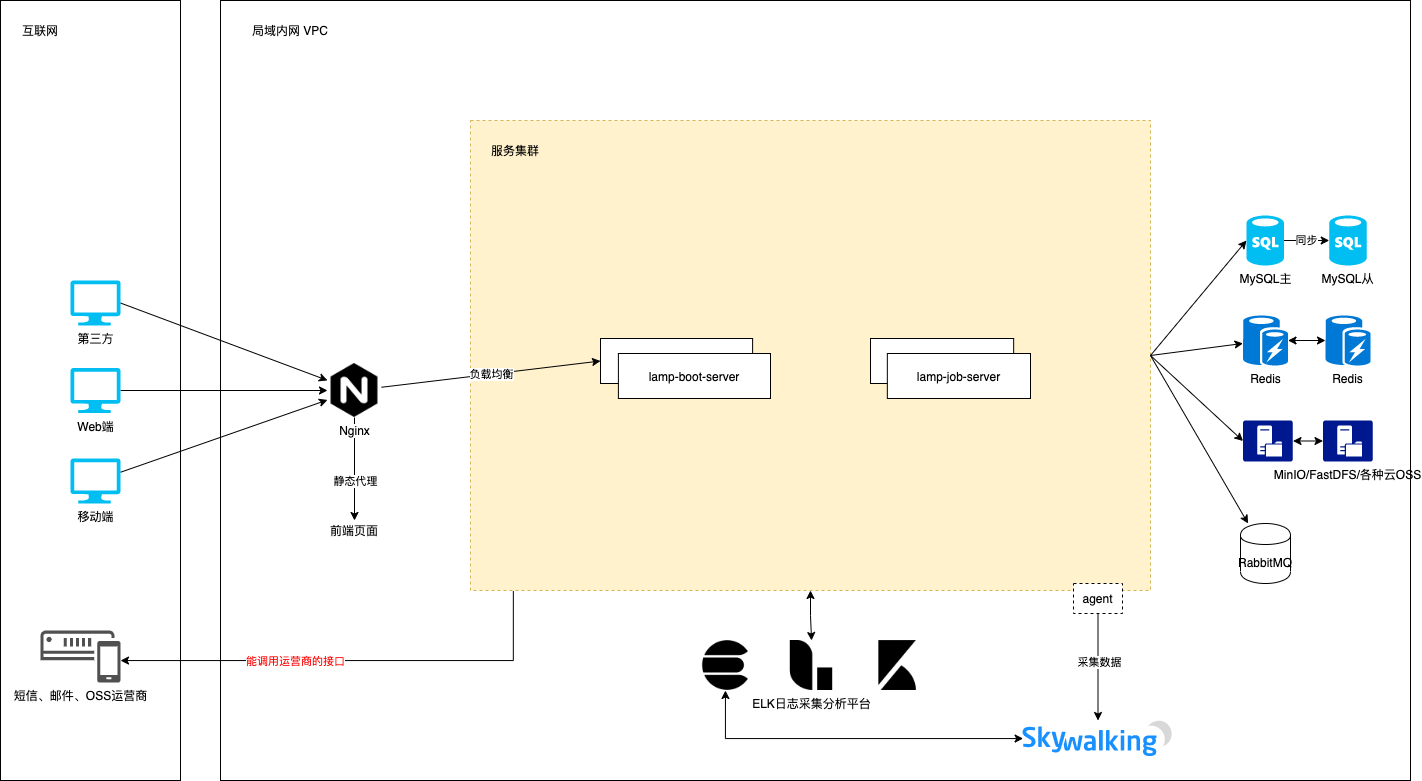 互联网
局域内网 VPC
服务集群
第三方
Web端
移动端
Nginx
静态代理
前端页面
负载均衡
lamp-boot-server
lamp-job-server
SQL
同步
SQL
MySQL主
MySQL从
Redis
Redis
MinIO/FastDFS/各种云OSS
RabbitMQ
agent
采集数据
能调用运营商的接口
短信、邮件、OSS运营商
ELK日志采集分析平台
Skywalking